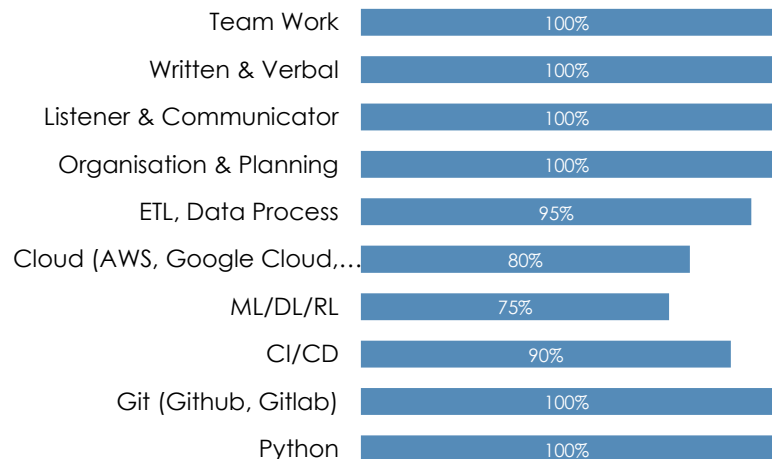 Team Work 100%
Written & Verbal 100%
Listener & Communicator 100%
Organisation & Planning 100%
ETL, Data Process 95%
Cloud (AWS, Google Cloud,... 80%
ML/DL/RL 75%
CI/CD 90%
Git (Github, Gitlab) 100%
Python 100%